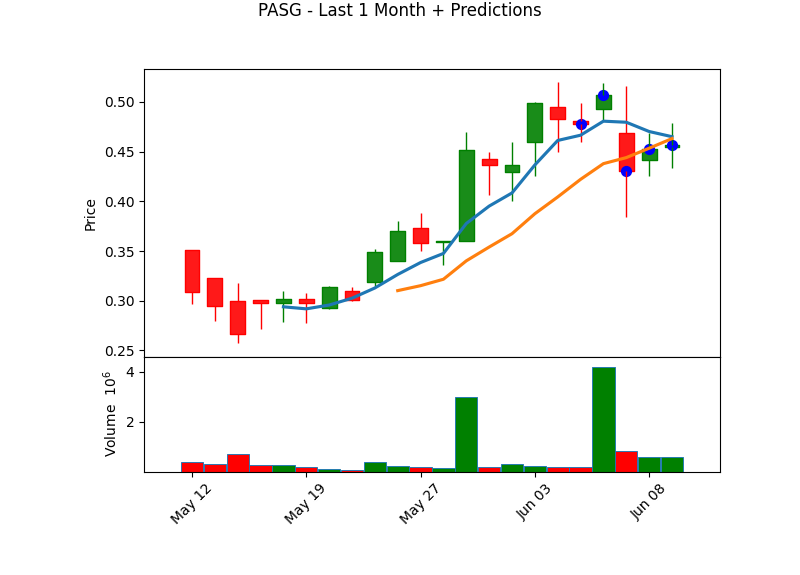 PASG - Last 1 Month + Predictions
0.50
0.45
0.40
0.35
0.30
0.25
Price
4
2
Volume 10^6
May 12
May 19
May 27
Jun 03
Jun 08